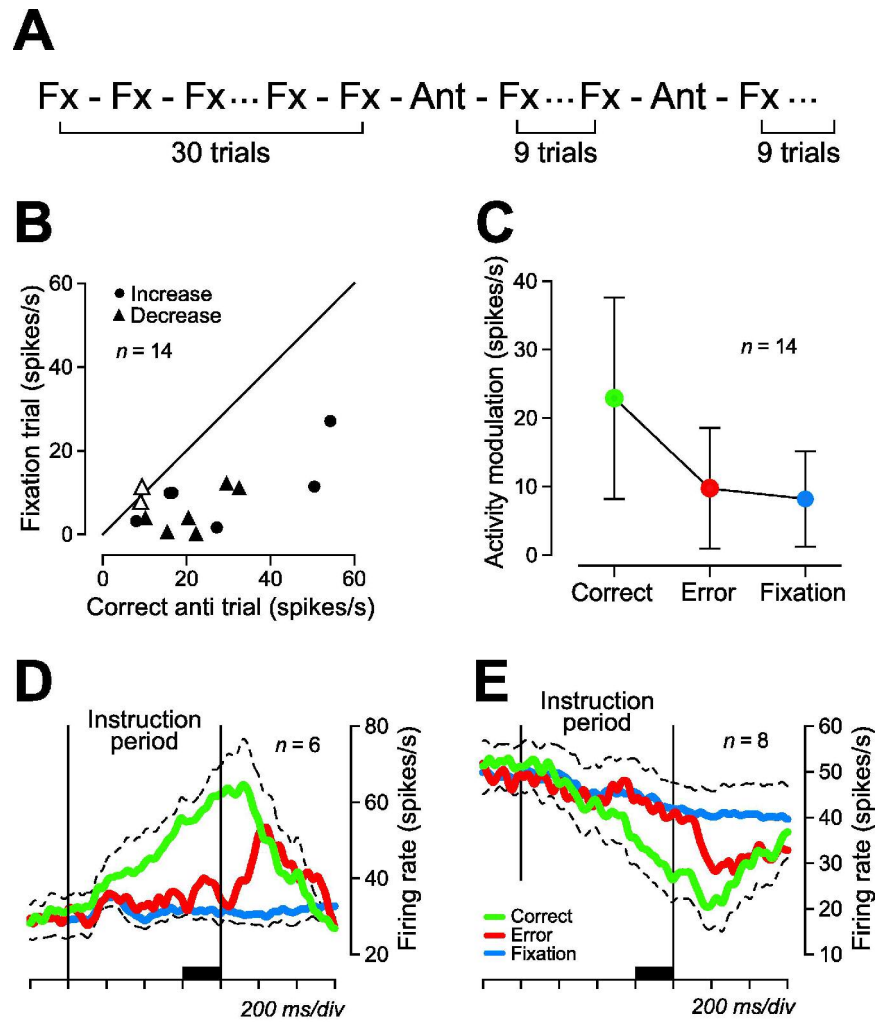 A
Fx - Fx - Fx ··· Fx - Fx - Ant - Fx ··· Fx - Ant - Fx ···
30 trials
9 trials
9 trials
B
Fixation trial (spikes/s)
60
40
20
0
Increase
Decrease
n = 14
0
20
40
60
Correct anti trial (spikes/s)
C
Activity modulation (spikes/s)
40
30
20
10
0
n = 14
Correct
Error
Fixation
D
Instruction
period
n = 6
80
60
40
20
Firing rate (spikes/s)
200 ms/div
E
Instruction
period
n = 8
60
50
40
30
20
10
Firing rate (spikes/s)
Correct
Error
Fixation
200 ms/div